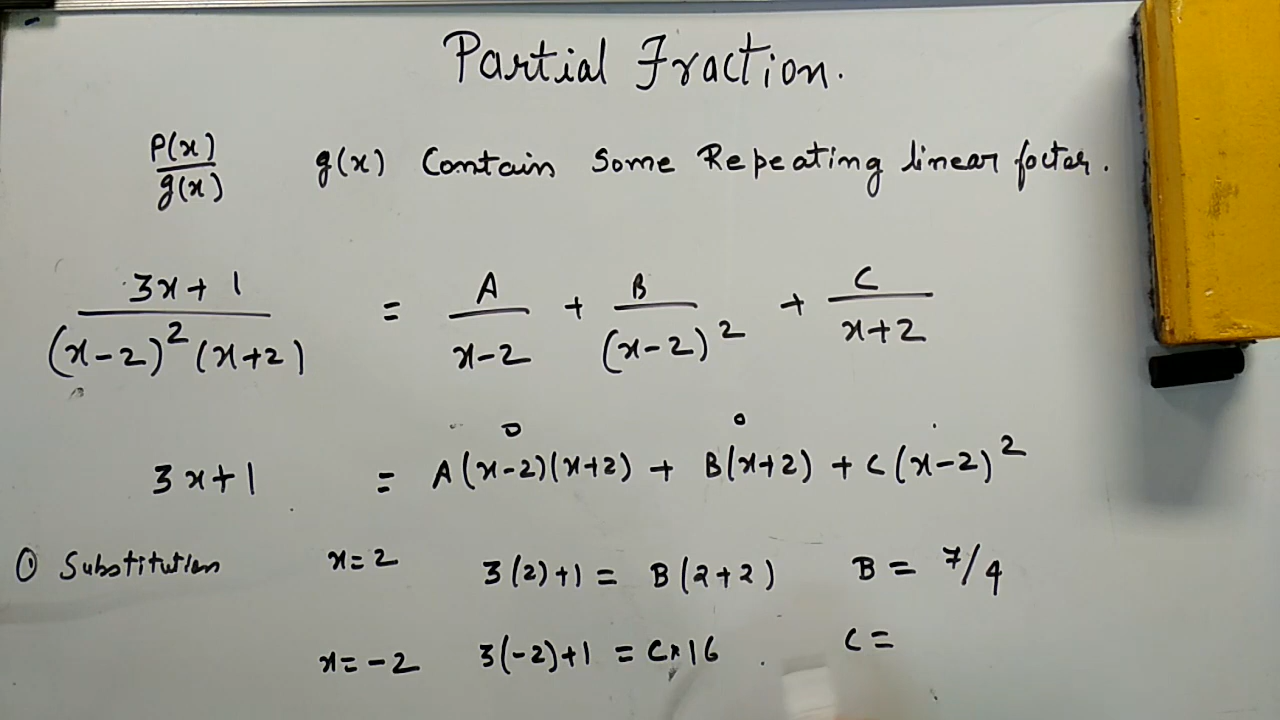 Partial Fraction.
P(x)/g(x) g(x) Contain Some Repeating linear factor.
3x+1/(x-2)²(x+2) = A/x-2 + B/(x-2)² + C/x+2
3x+1 = A(x-2)(x+2) + B(x+2) + C(x-2)²
① Substitution x=2 3(2)+1 = B(2+2) B = 7/4
x=-2 3(-2)+1 = C×16 C=